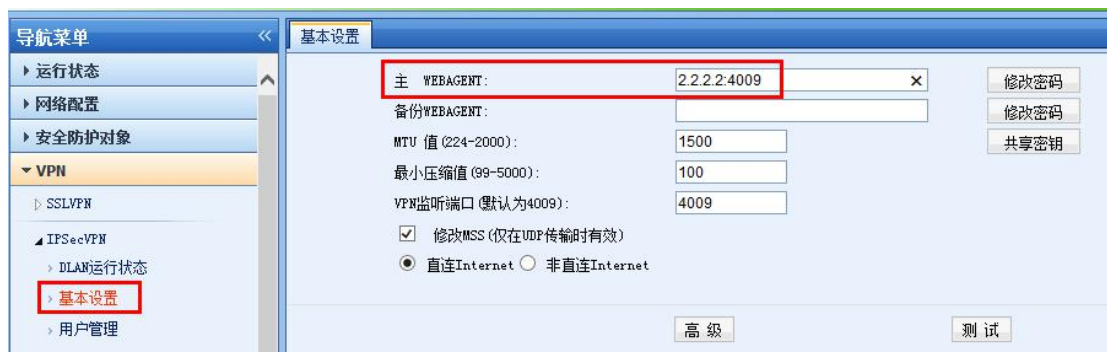 导航菜单
基本设置
运行状态
网络配置
安全防护对象
VPN
SSLVPN
IPSecVPN
DLAN运行状态
基本设置
用户管理
主 WEBAGENT: 2.2.2.2:4009 修改密码
备份WEBAGENT: 修改密码
MTU 值(224-2000): 1500 共享密钥
最小压缩值(99-5000): 100
VPN监听端口(默认为4009): 4009
修改MSS(仅在UDP传输时有效)
直连Internet 非直连Internet
高级 测试